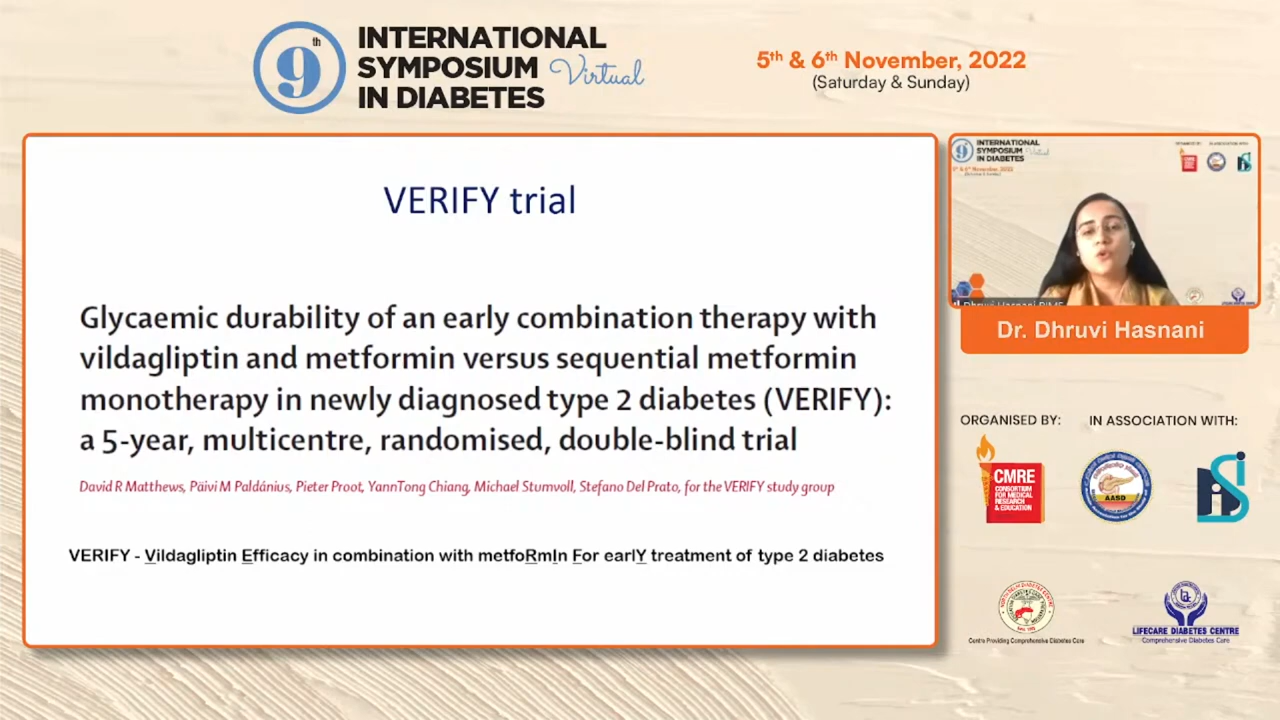 9th
INTERNATIONAL
SYMPOSIUM Virtual
IN DIABETES
5th & 6th November, 2022
(Saturday & Sunday)
VERIFY trial
Glycaemic durability of an early combination therapy with
vildagliptin and metformin versus sequential metformin
monotherapy in newly diagnosed type 2 diabetes (VERIFY):
a 5-year, multicentre, randomised, double-blind trial
David R Matthews, Päivi M Paldánius, Pieter Proot, YannTong Chiang, Michael Stumvoll, Stefano Del Prato, for the VERIFY study group
VERIFY - Vildagliptin Efficacy in combination with metfoRmIn For earlY treatment of type 2 diabetes
9
INTERNATIONAL
SYMPOSIUM Virtual
IN DIABETES
Dr. Dhruvi Hasnani
ORGANISED BY:
IN ASSOCIATION WITH:
CMRE
CONSORTIUM
FOR MEDICAL
RESEARCH
& EDUCATION
AASD
Centre Providing Comprehensive Diabetes Care
LIFECARE DIABETES CENTRE
Comprehensive Diabetes Care